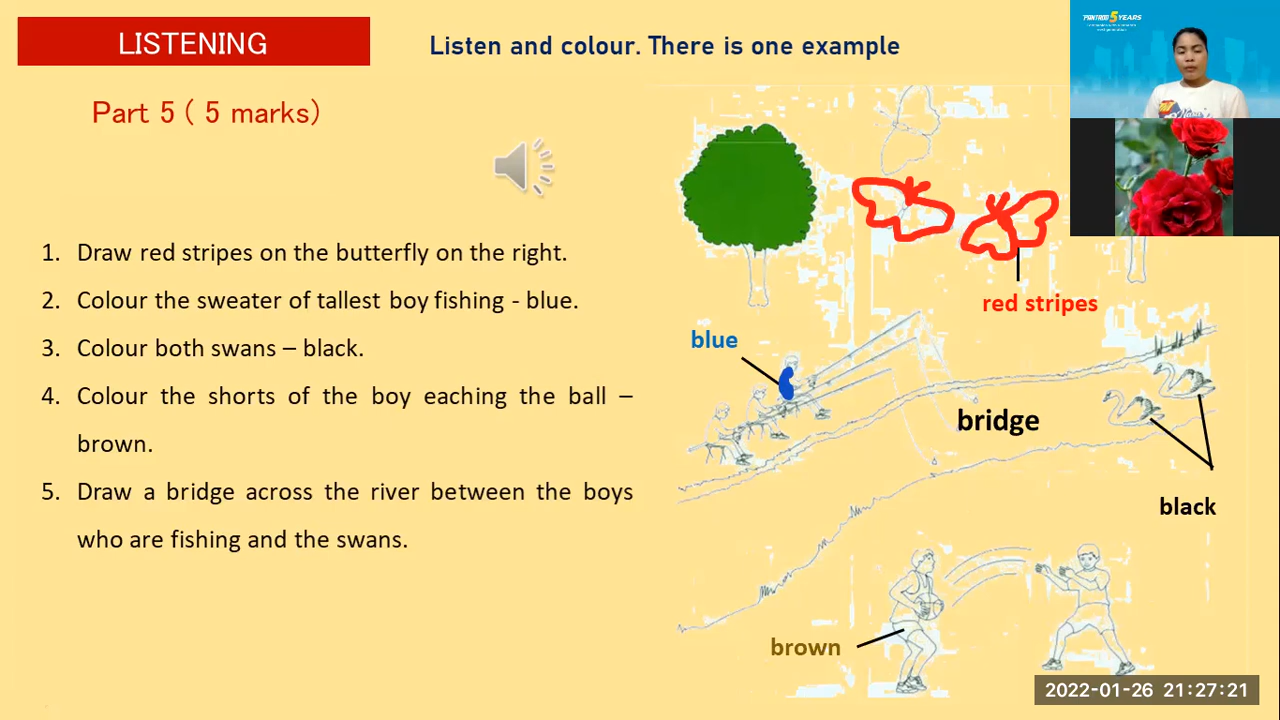 LISTENING
Listen and colour. There is one example
Part 5 ( 5 marks)
1. Draw red stripes on the butterfly on the right.
2. Colour the sweater of tallest boy fishing - blue.
3. Colour both swans – black.
4. Colour the shorts of the boy eaching the ball –
brown.
5. Draw a bridge across the river between the boys
who are fishing and the swans.
red stripes
blue
bridge
black
brown
5 YEARS
2022-01-26 21:27:21